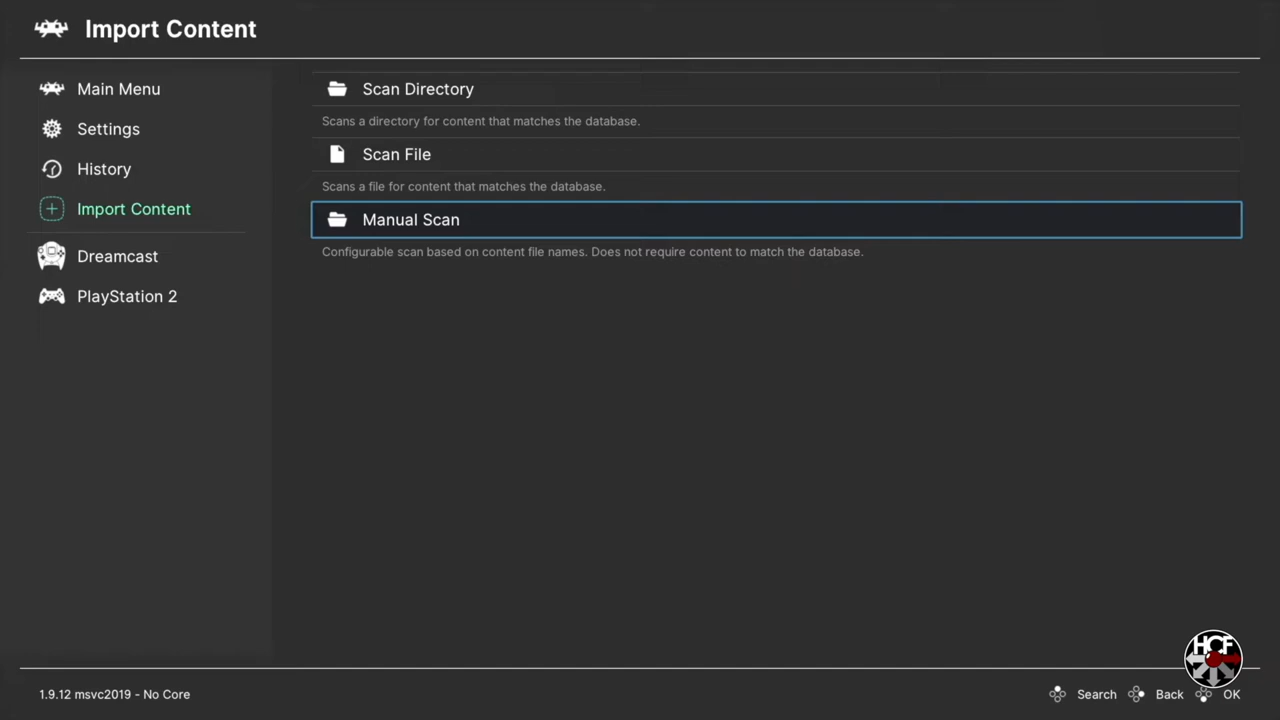 Import Content
Main Menu
Settings
History
Import Content
Dreamcast
PlayStation 2
Scan Directory
Scans a directory for content that matches the database.
Scan File
Scans a file for content that matches the database.
Manual Scan
Configurable scan based on content file names. Does not require content to match the database.
HCF
1.9.12 msvc2019 - No Core
Search Back OK